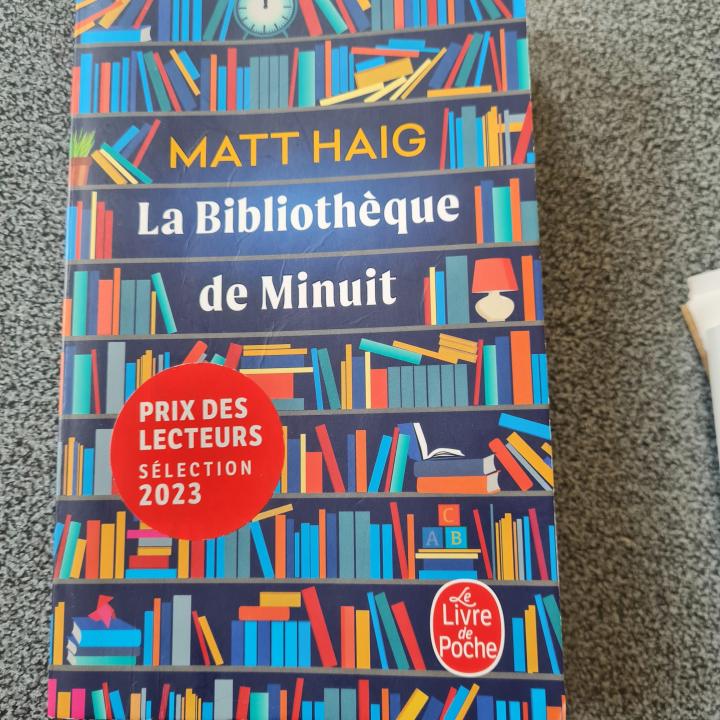 MATT HAIG
La Bibliothèque
de Minuit
PRIX DES
LECTEURS
SÉLECTION
2023
C
A B
Le
Livre
de
Poche